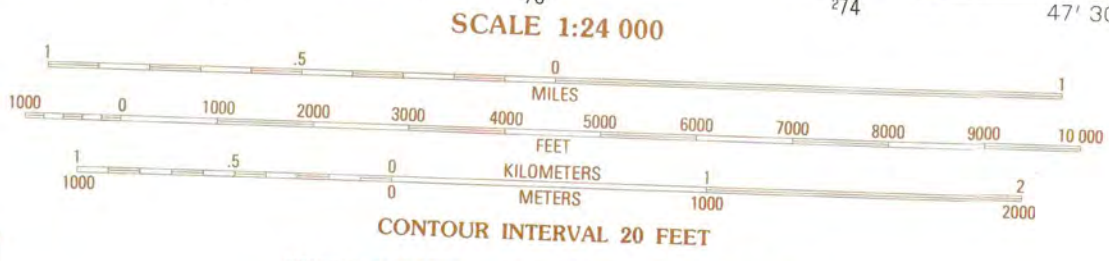 ²74 47' 30
SCALE 1:24 000
1 .5 0 1
MILES
1000 0 1000 2000 3000 4000 5000 6000 7000 8000 9000 10 000
FEET
1 .5 0 KILOMETERS 1 2
1000 0 METERS 1000 2000
CONTOUR INTERVAL 20 FEET